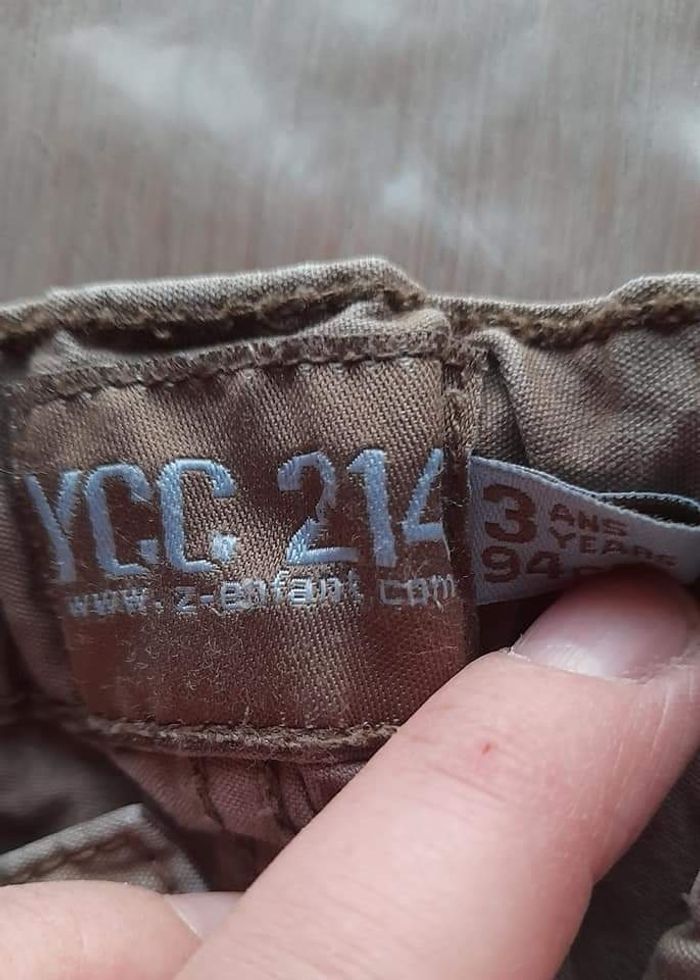 YCC 214
www.z-enfant.com
3 ANS
YEARS
94